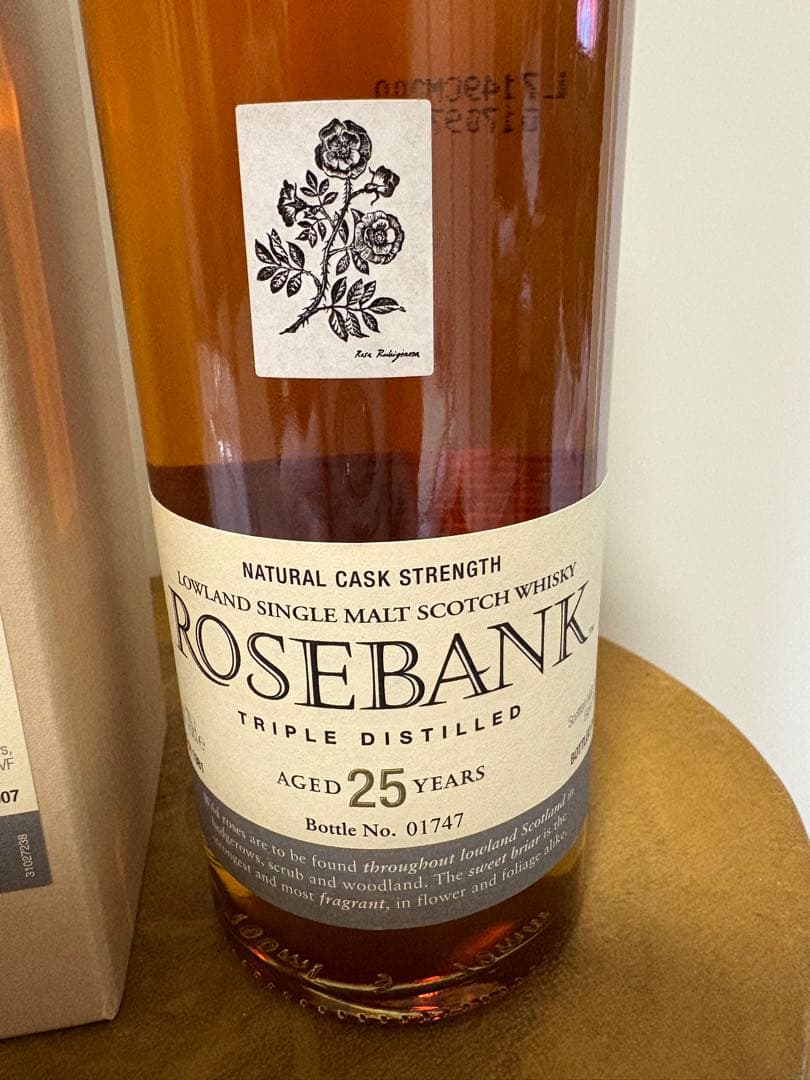 Rosa Rubiginosa
NATURAL CASK STRENGTH
LOWLAND SINGLE MALT SCOTCH WHISKY
ROSEBANK
TRIPLE DISTILLED
AGED 25 YEARS
Bottle No. 01747
Wild roses are to be found throughout lowland Scotland in
hedgerows, scrub and woodland. The sweet briar is the
strongest and most fragrant, in flower and foliage alike.
07
31027238